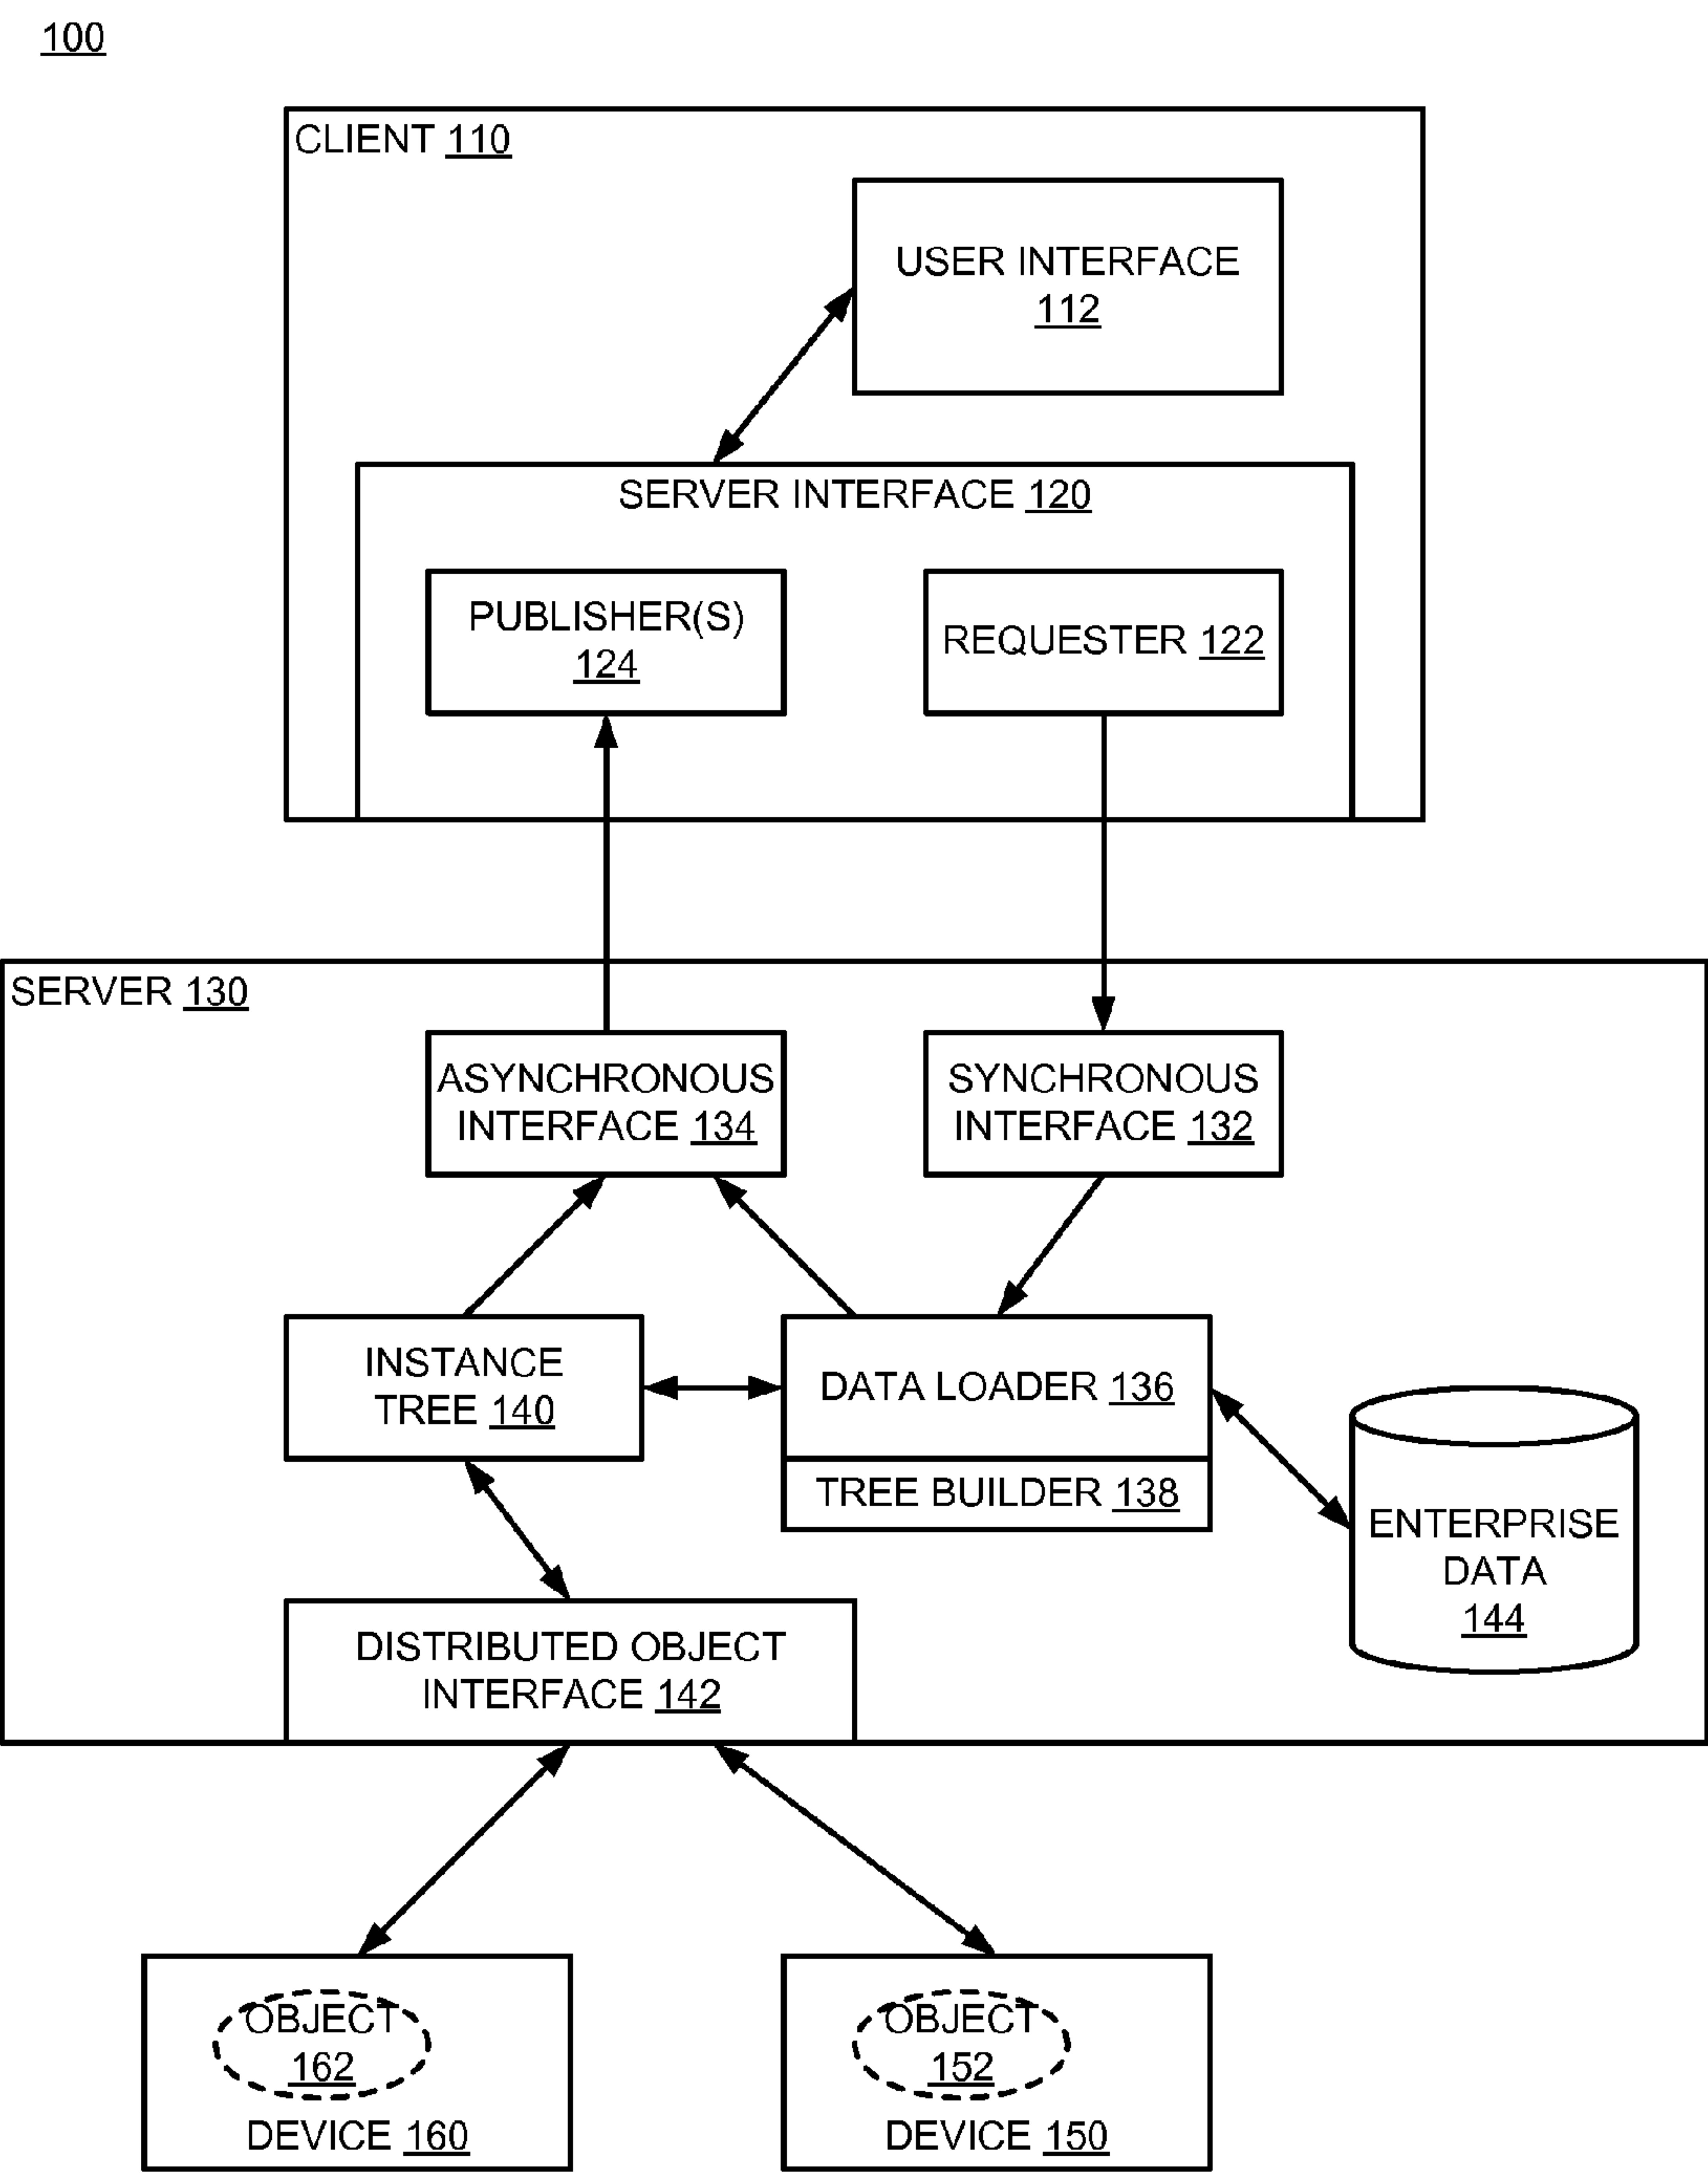 100
CLIENT 110
USER INTERFACE
112
SERVER INTERFACE 120
PUBLISHER(S)
124
REQUESTER 122
SERVER 130
ASYNCHRONOUS
INTERFACE 134
SYNCHRONOUS
INTERFACE 132
INSTANCE
TREE 140
DATA LOADER 136
TREE BUILDER 138
ENTERPRISE
DATA
144
DISTRIBUTED OBJECT
INTERFACE 142
OBJECT
162
DEVICE 160
OBJECT
152
DEVICE 150